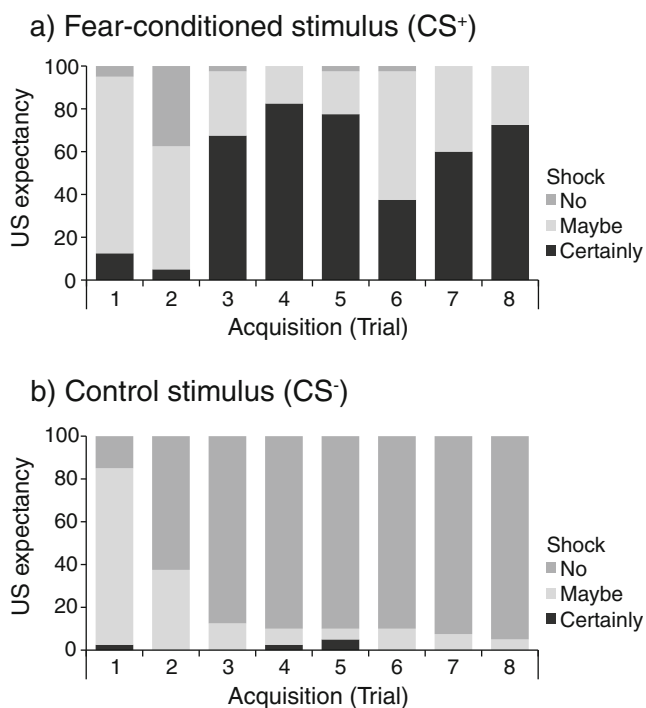 a) Fear-conditioned stimulus (CS⁺)
100
80
60
40
20
0
US expectancy
Shock
No
Maybe
Certainly
1 2 3 4 5 6 7 8
Acquisition (Trial)
b) Control stimulus (CS⁻)
100
80
60
40
20
0
US expectancy
Shock
No
Maybe
Certainly
1 2 3 4 5 6 7 8
Acquisition (Trial)